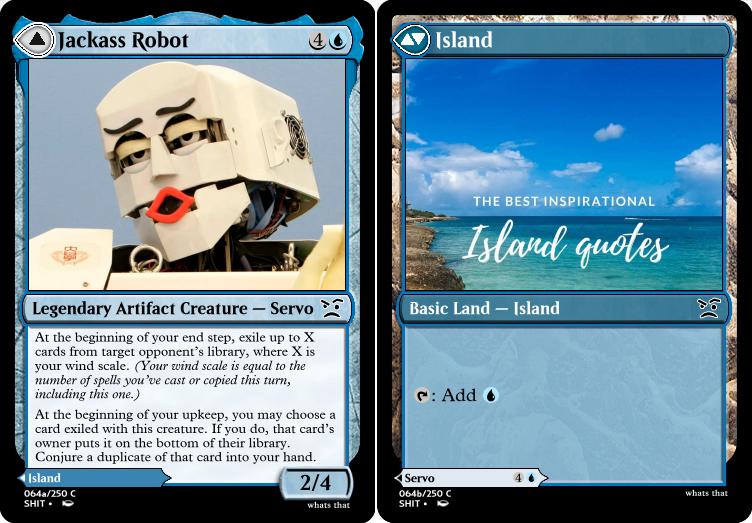 Jackass Robot
4
Legendary Artifact Creature — Servo
At the beginning of your end step, exile up to X
cards from target opponent's library, where X is
your wind scale. (Your wind scale is equal to the
number of spells you've cast or copied this turn,
including this one.)
At the beginning of your upkeep, you may choose a
card exiled with this creature. If you do, that card's
owner puts it on the bottom of their library.
Conjure a duplicate of that card into your hand.
Island
2/4
064a/250 C
SHIT •
whats that
Island
THE BEST INSPIRATIONAL
Island quotes
Basic Land — Island
: Add
Servo
4
064b/250 C
SHIT •
whats that